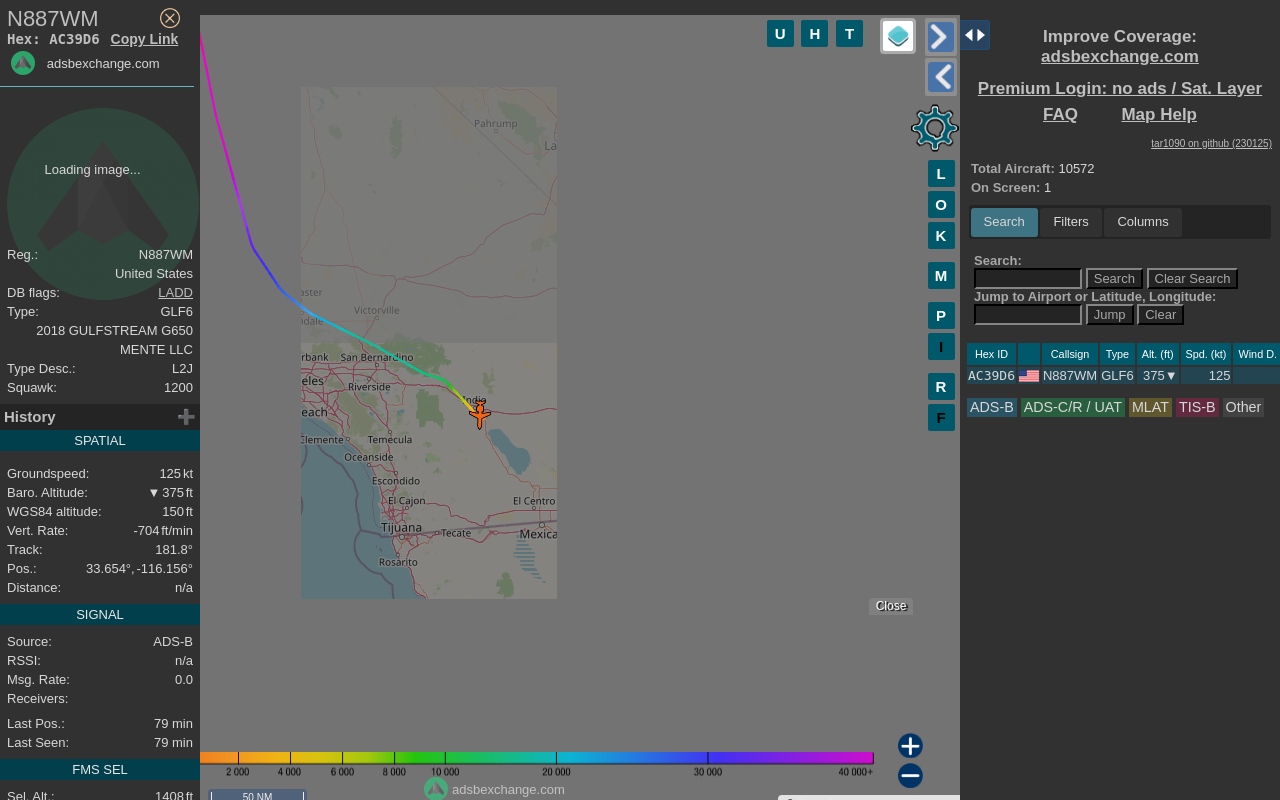 N887WM
Hex: AC39D6 Copy Link
adsbexchange.com
Loading image...
Reg.: N887WM
United States
DB flags: LADD
Type: GLF6
2018 GULFSTREAM G650
MENTE LLC
Type Desc.: L2J
Squawk: 1200
History
SPATIAL
Groundspeed: 125 kt
Baro. Altitude: ▼ 375 ft
WGS84 altitude: 150 ft
Vert. Rate: -704 ft/min
Track: 181.8°
Pos.: 33.654°, -116.156°
Distance: n/a
SIGNAL
Source: ADS-B
RSSI: n/a
Msg. Rate: 0.0
Receivers:
Last Pos.: 79 min
Last Seen: 79 min
FMS SEL
Sel. Alt.: 1408 ft
U H T
L
O
K
M
P
I
R
F
Pahrump
La
aster
Victorville
dale
rbank San Bernardino
eles
Riverside
Indio
each
Clemente Temecula
Oceanside
Escondido
El Cajon El Centro
Tijuana
Tecate Mexica
Rosarito
Close
2 000 4 000 6 000 8 000 10 000 20 000 30 000 40 000+
adsbexchange.com
50 NM
Improve Coverage:
adsbexchange.com
Premium Login: no ads / Sat. Layer
FAQ Map Help
tar1090 on github (230125)
Total Aircraft: 10572
On Screen: 1
Search Filters Columns
Search:
Search Clear Search
Jump to Airport or Latitude, Longitude:
Jump Clear
Hex ID Callsign Type Alt. (ft) Spd. (kt) Wind D.
AC39D6 N887WM GLF6 375▼ 125
ADS-B ADS-C/R / UAT MLAT TIS-B Other